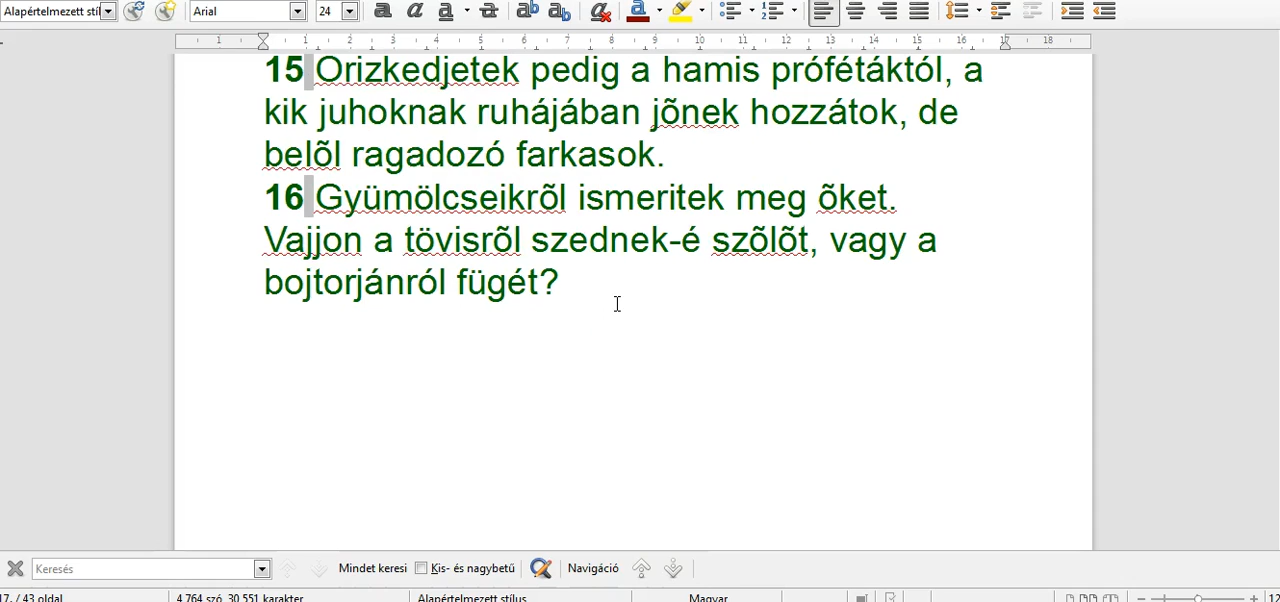 Alapértelmezett stíl Arial 24
1 1 2 3 4 5 6 7 8 9 10 11 12 13 14 15 16 17 18
15 Orizkedjetek pedig a hamis prófétáktól, a
kik juhoknak ruhájában jõnek hozzátok, de
belõl ragadozó farkasok.
16 Gyümölcseikrõl ismeritek meg õket.
Vajjon a tövisrõl szednek-é szõlõt, vagy a
bojtorjánról fügét?
Keresés Mindet keresi Kis- és nagybetű Navigáció
17. / 43 oldal 4 764 szó, 30 551 karakter Alapértelmezett stílus Magyar